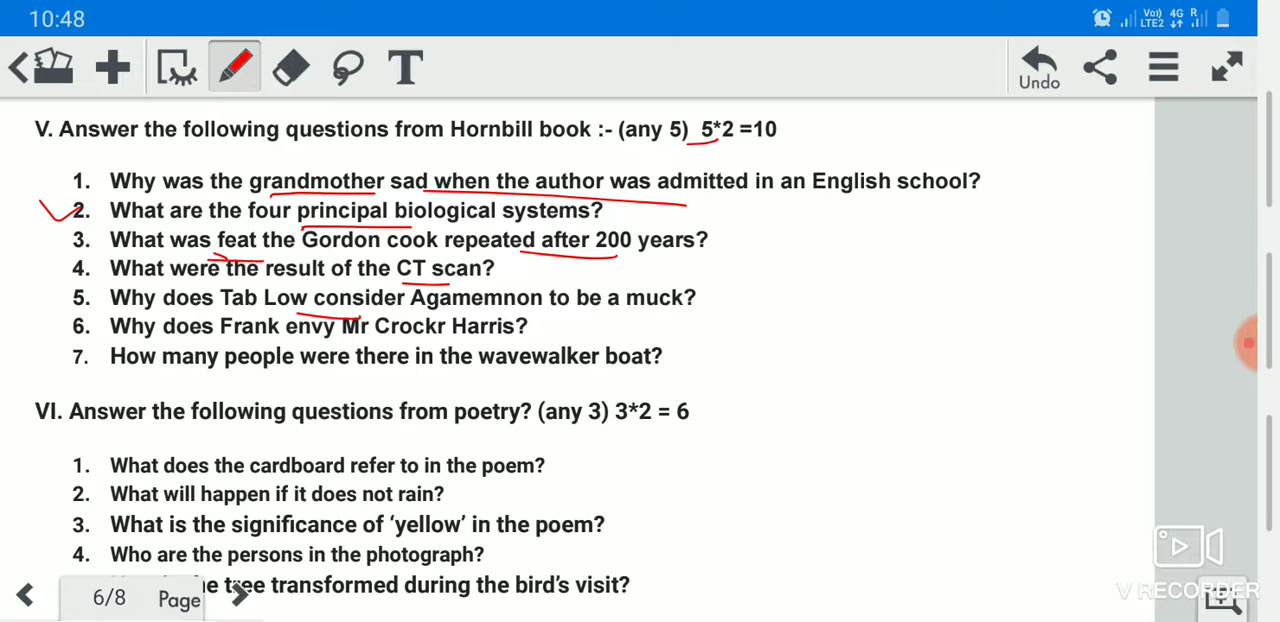 10:48
Vo)) LTE2 4G R
Undo
V. Answer the following questions from Hornbill book :- (any 5) 5*2 =10
1. Why was the grandmother sad when the author was admitted in an English school?
2. What are the four principal biological systems?
3. What was feat the Gordon cook repeated after 200 years?
4. What were the result of the CT scan?
5. Why does Tab Low consider Agamemnon to be a muck?
6. Why does Frank envy Mr Crockr Harris?
7. How many people were there in the wavewalker boat?
VI. Answer the following questions from poetry? (any 3) 3*2 = 6
1. What does the cardboard refer to in the poem?
2. What will happen if it does not rain?
3. What is the significance of ‘yellow’ in the poem?
4. Who are the persons in the photograph?
tree transformed during the bird’s visit?
6/8 Page
V RECORDER